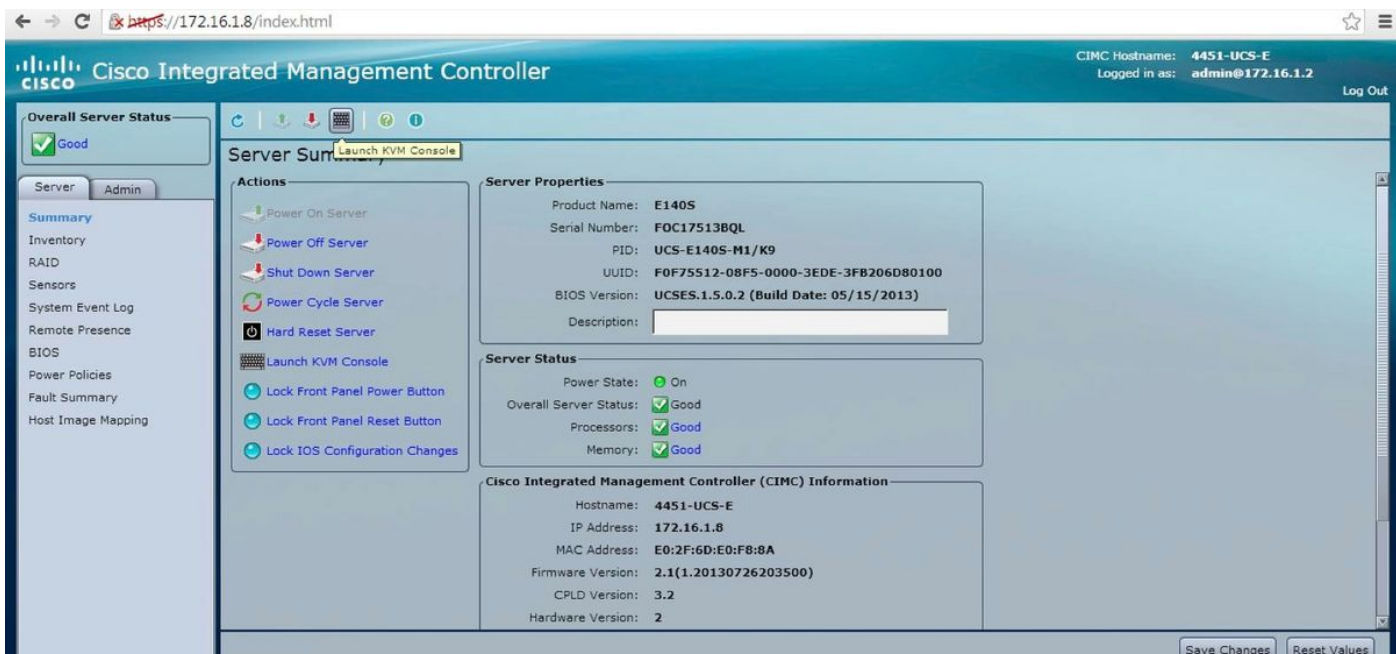 https://172.16.1.8/index.html
CISCO
Cisco Integrated Management Controller
CIMC Hostname: 4451-UCS-E
Logged in as: admin@172.16.1.2
Log Out
Overall Server Status
Good
Launch KVM Console
Server Admin
Summary
Inventory
RAID
Sensors
System Event Log
Remote Presence
BIOS
Power Policies
Fault Summary
Host Image Mapping
Server
Actions
Power On Server
Power Off Server
Shut Down Server
Power Cycle Server
Hard Reset Server
Launch KVM Console
Lock Front Panel Power Button
Lock Front Panel Reset Button
Lock IOS Configuration Changes
Server Properties
Product Name: E140S
Serial Number: FOC17513BQL
PID: UCS-E140S-M1/K9
UUID: F0F75512-08F5-0000-3EDE-3FB206D80100
BIOS Version: UCSES.1.5.0.2 (Build Date: 05/15/2013)
Description:
Server Status
Power State: On
Overall Server Status: Good
Processors: Good
Memory: Good
Cisco Integrated Management Controller (CIMC) Information
Hostname: 4451-UCS-E
IP Address: 172.16.1.8
MAC Address: E0:2F:6D:E0:F8:8A
Firmware Version: 2.1(1.20130726203500)
CPLD Version: 3.2
Hardware Version: 2
Save Changes Reset Values